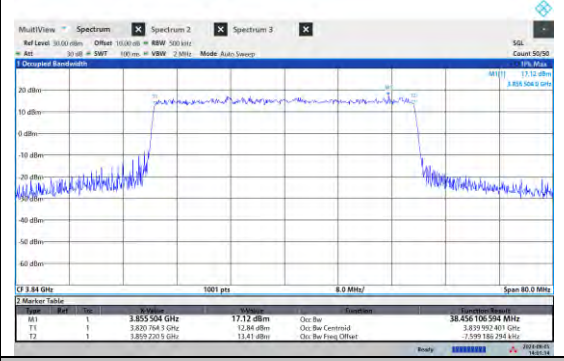 MultiView Spectrum X Spectrum 2 X Spectrum 3 X
Ref Level 30.00 dBm Offset 10.00 dB RBW 500 kHz SGL
Att 30 dB SWT 100 ms VBW 2 MHz Mode Auto Sweep Count 50/50
1 Occupied Bandwidth 1Pk Max
M1[1] 17.12 dBm
3.855 504 0 GHz
20 dBm
10 dBm
0 dBm
-10 dBm
-20 dBm
-40 dBm
-50 dBm
-60 dBm
CF 3.84 GHz 1001 pts 8.0 MHz/ Span 80.0 MHz
2 Marker Table
Type Ref Trc X-Value Y-Value Function Function Result
M1 1 3.855 504 GHz 17.12 dBm Occ Bw 38.456 106 594 MHz
T1 1 3.820 764 3 GHz 12.84 dBm Occ Bw Centroid 3.839 992 401 GHz
T2 1 3.859 220 5 GHz 13.41 dBm Occ Bw Freq Offset -7.599 186 294 kHz
Ready
14:51:14